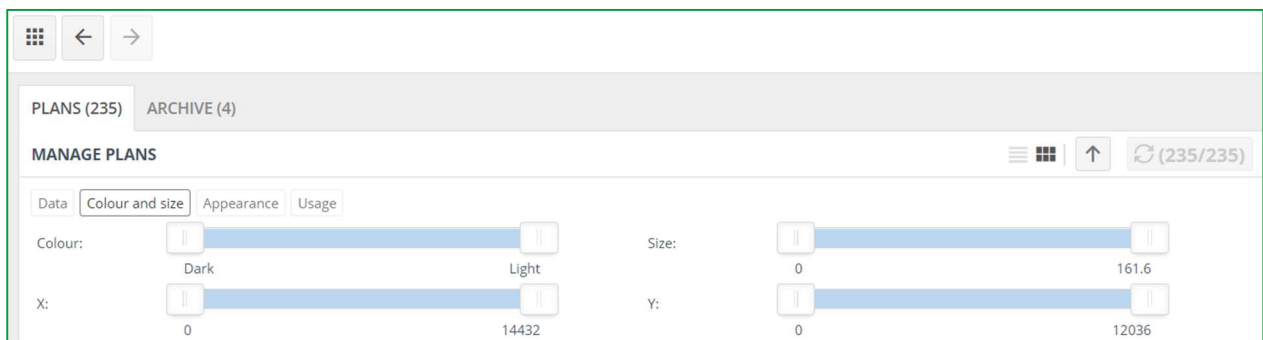 PLANS (235) ARCHIVE (4)
MANAGE PLANS (235/235)
Data Colour and size Appearance Usage
Colour: Size:
Dark Light 0 161.6
X: Y:
0 14432 0 12036